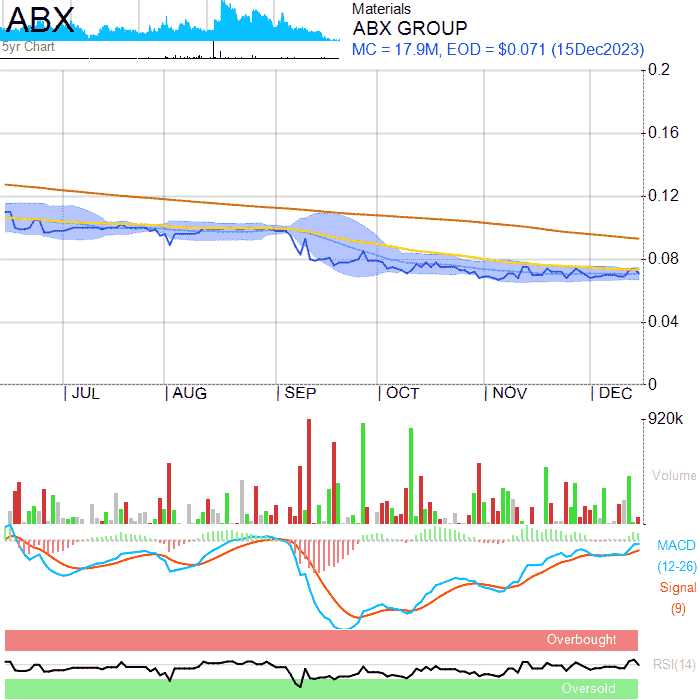 ABX
5yr Chart
Materials
ABX GROUP
MC = 17.9M, EOD = $0.071 (15Dec2023)
0.2
0.16
0.12
0.08
0.04
0
JUL AUG SEP OCT NOV DEC
920k
Volume
MACD
(12-26)
Signal
(9)
Overbought
RSI(14)
Oversold